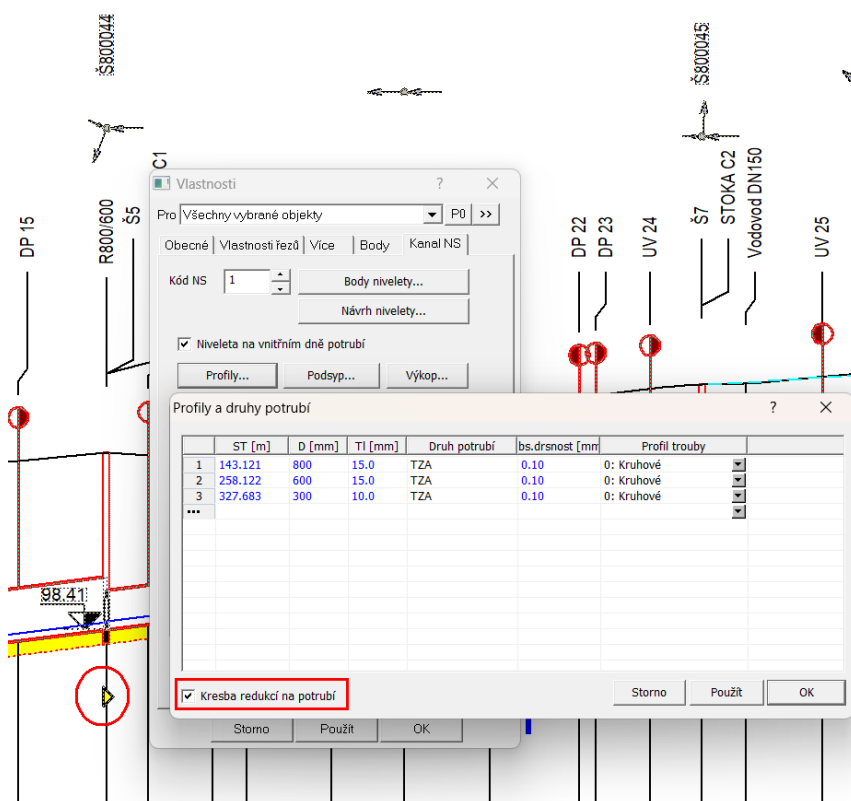 Š800044
Š800045
DP 15
R800/600
Š5
C1
DP 22
DP 23
UV 24
Š7
STOKA C2
Vodovod DN150
UV 25
98.41
Vlastnosti ? ×
Pro Všechny vybrané objekty P0 >>
Obecné Vlastnosti řezů Více Body Kanal NS
Kód NS 1 Body nivelety...
Návrh nivelety...
Niveleta na vnitřním dně potrubí
Profily... Podsyp... Výkop...
Profily a druhy potrubí ? ×
ST [m] D [mm] Tl [mm] Druh potrubí bs.drsnost [mm Profil trouby
1 143.121 800 15.0 TZA 0.10 0: Kruhové
2 258.122 600 15.0 TZA 0.10 0: Kruhové
3 327.683 300 10.0 TZA 0.10 0: Kruhové
...
Kresba redukcí na potrubí Storno Použít OK
Storno Použít OK